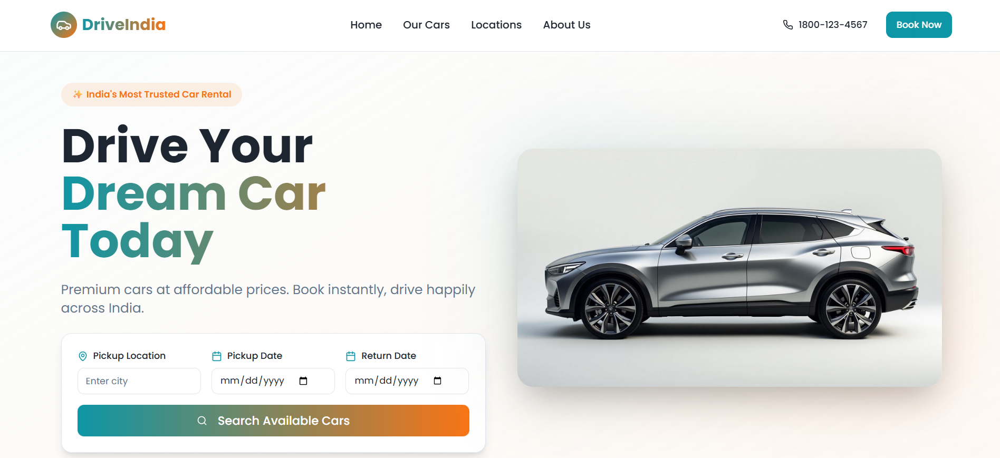 DriveIndia
Home
Our Cars
Locations
About Us
1800-123-4567
Book Now
✨ India's Most Trusted Car Rental
Drive Your
Dream Car
Today
Premium cars at affordable prices. Book instantly, drive happily
across India.
Pickup Location
Pickup Date
Return Date
Enter city
mm/dd/yyyy
mm/dd/yyyy
Search Available Cars